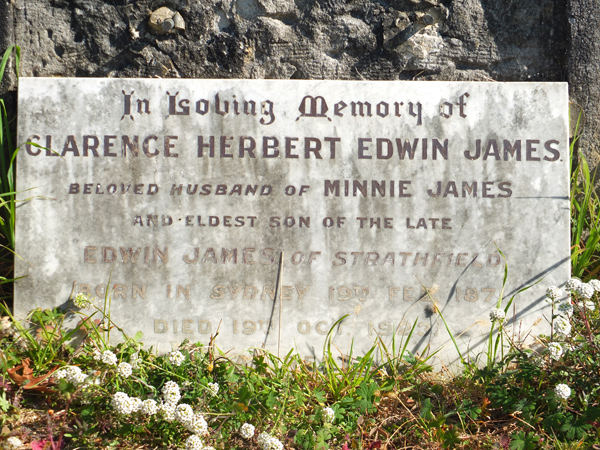 In Loving Memory of
CLARENCE HERBERT EDWIN JAMES.
BELOVED HUSBAND OF MINNIE JAMES
AND ELDEST SON OF THE LATE
EDWIN JAMES OF STRATHFIELD
BORN IN SYDNEY 19TH FEB
DIED 19TH OCT